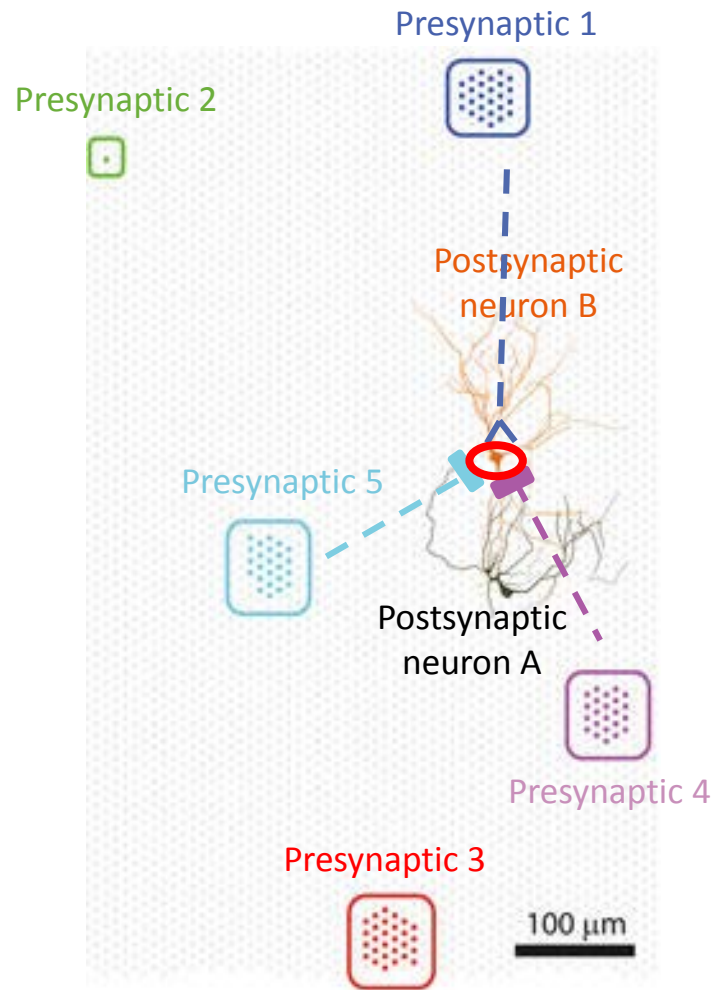 Presynaptic 1
Presynaptic 2
Postsynaptic
neuron B
Presynaptic 5
Postsynaptic
neuron A
Presynaptic 4
Presynaptic 3
100 μm